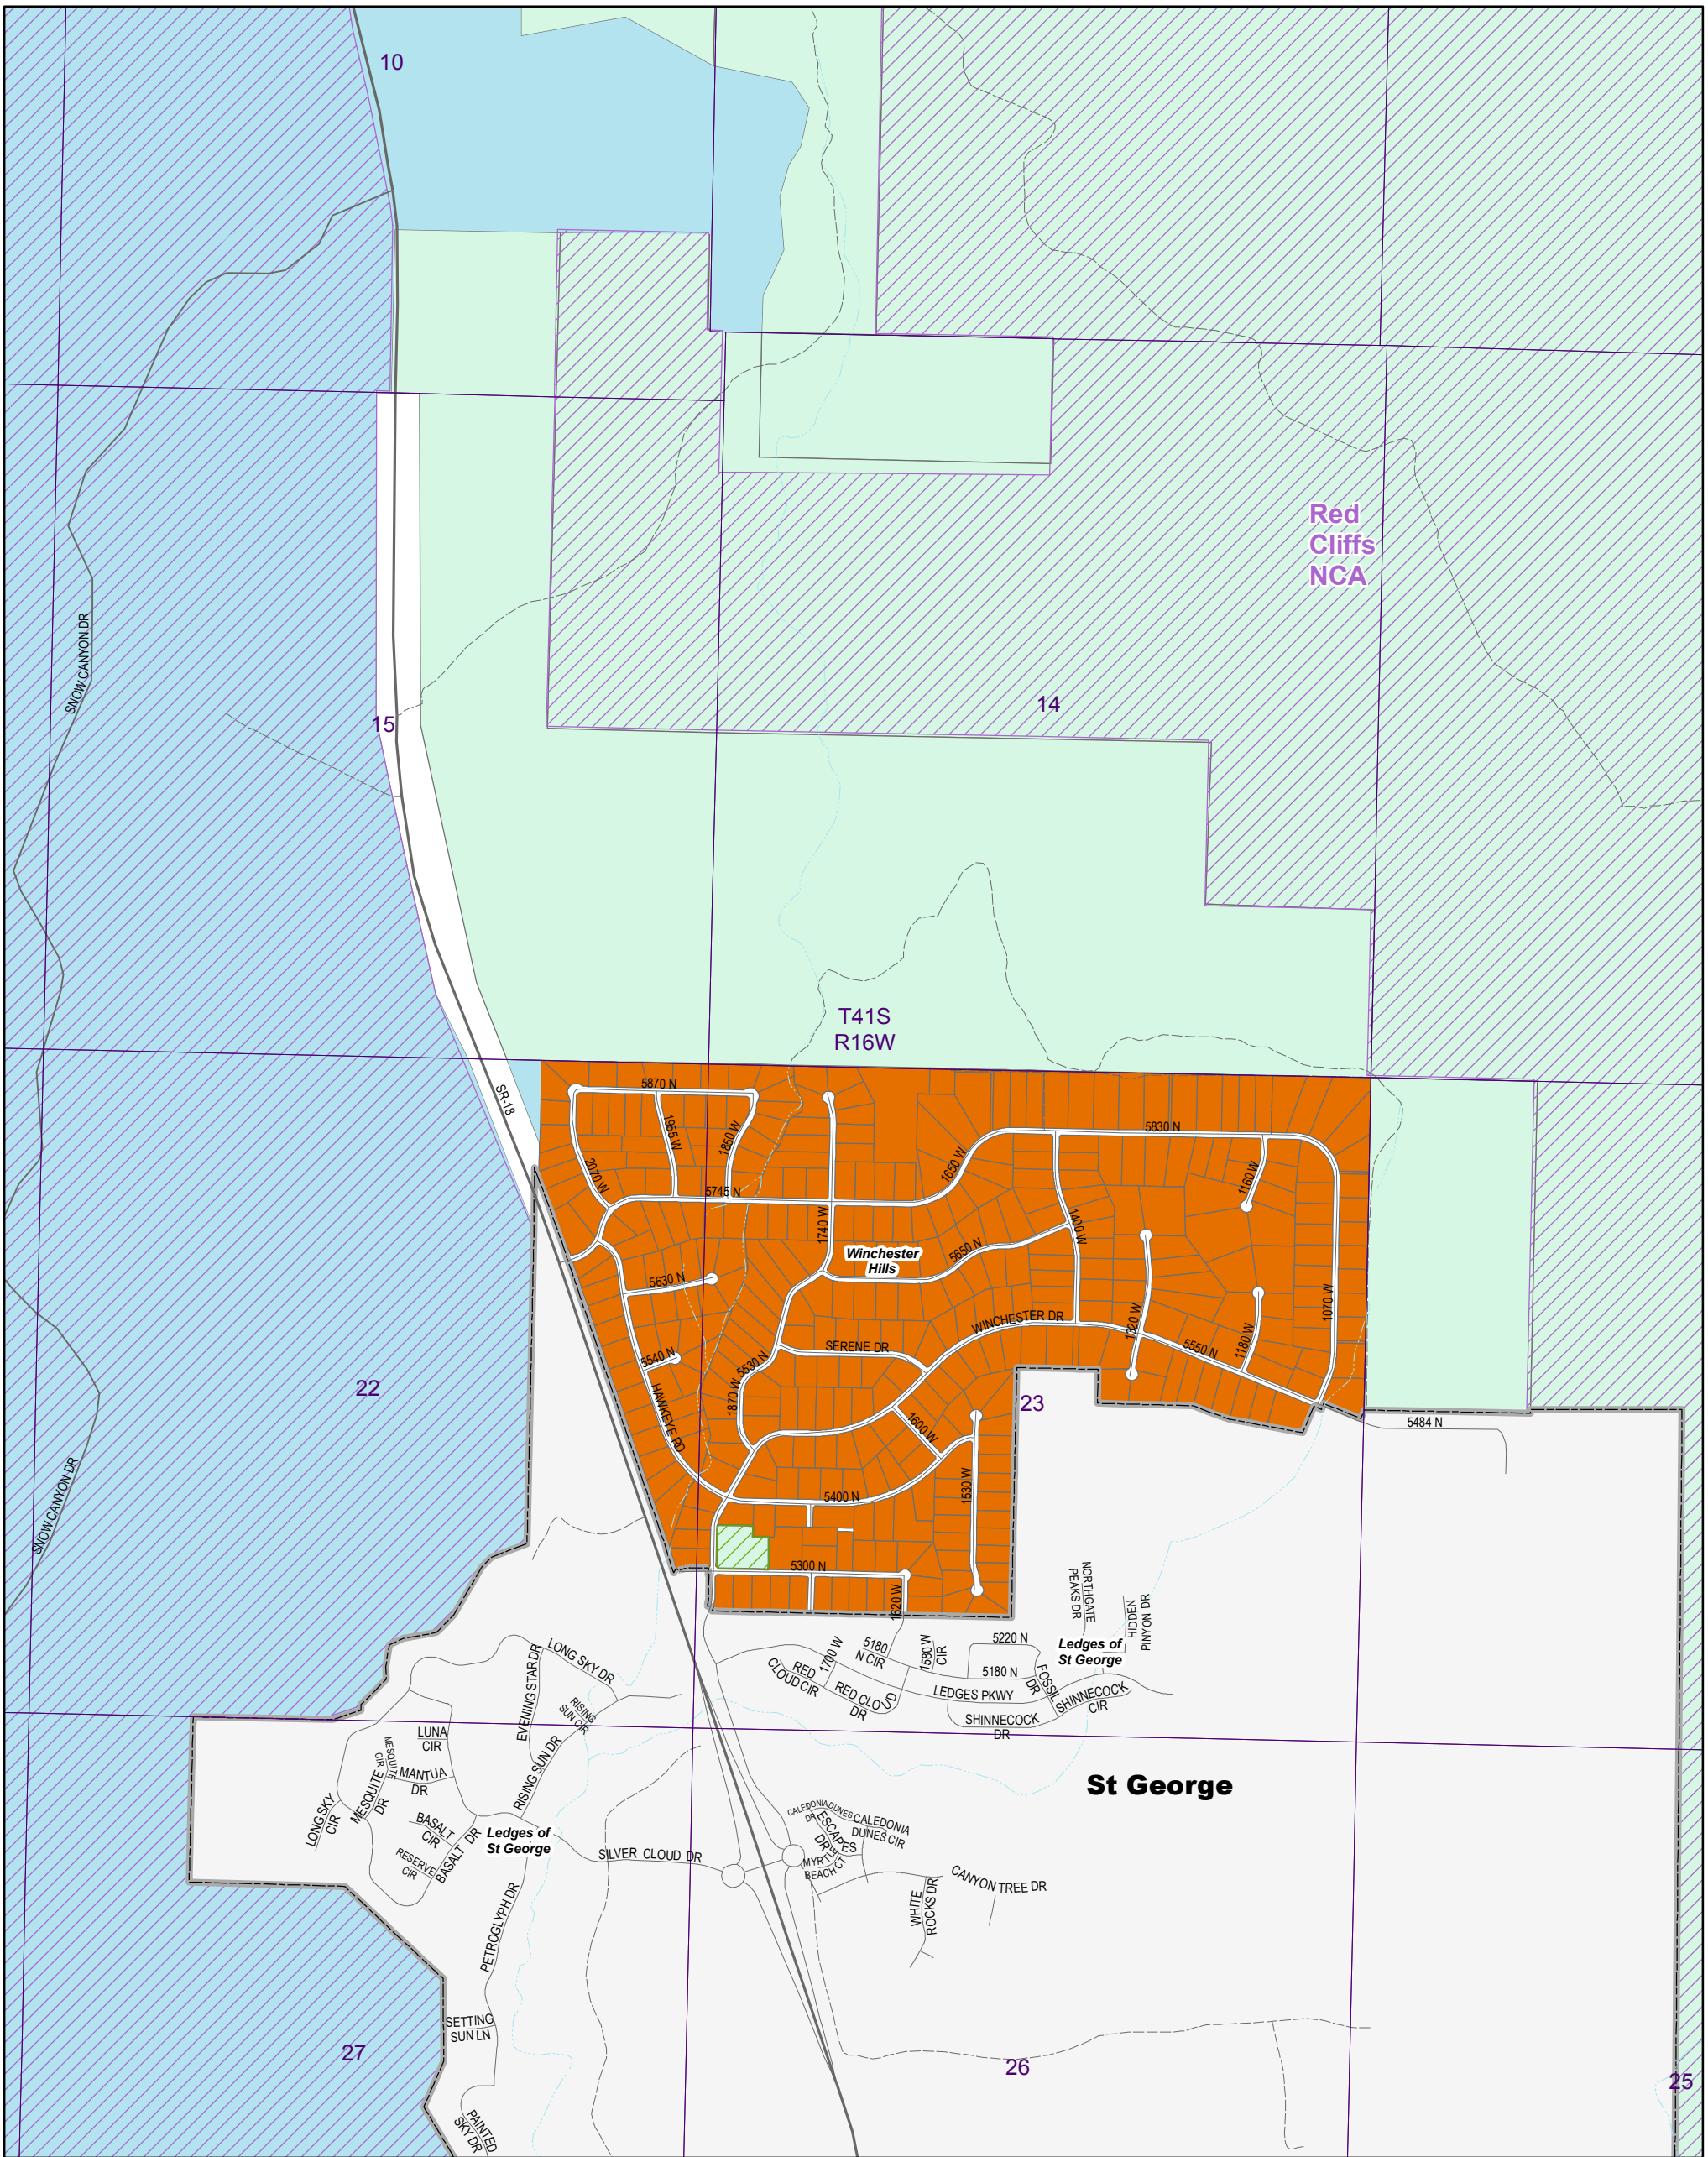 10
Red
Cliffs
NCA
SNOW CANYON DR
14
15
T41S
R16W
SR-18
5870 N
1955 W
1850 W
2070 W
5745 N
1740 W
1650 W
5830 N
1160 W
1400 W
Winchester
Hills
5650 N
5630 N
1320 W
1070 W
WINCHESTER DR
5550 N
1180 W
SERENE DR
5530 N
5540 N
1870 W
HAWKEYE RD
22
23
1600 W
5484 N
1530 W
5400 N
5300 N
1620 W
SNOW CANYON DR
NORTHGATE
PEAKS DR
HIDDEN
PINYON DR
Ledges of
St George
5220 N
5180
N CIR
1580 W
CIR
1700 W
5180 N
RED
CLOUD CIR
RED CLOUD
DR
LEDGES PKWY
FOSSIL
DR
SHINNECOCK
CIR
SHINNECOCK
DR
LONG SKY DR
EVENING STAR DR
RISING
SUN CIR
RISING SUN DR
LUNA
CIR
MESQUITE
CIR
MANTUA
DR
MESQUITE
DR
LONG SKY
CIR
BASALT
CIR
RESERVE
CIR
BASALT DR
Ledges of
St George
SILVER CLOUD DR
St George
CALEDONIA DUNES
DR
CALEDONIA
DUNES CIR
ESCAPES
DR
MYRTLE
BEACH CT
CANYON TREE DR
WHITE
ROCKS DR
PETROGLYPH DR
SETTING
SUN LN
27
26
25
PAINTED
SKY DR